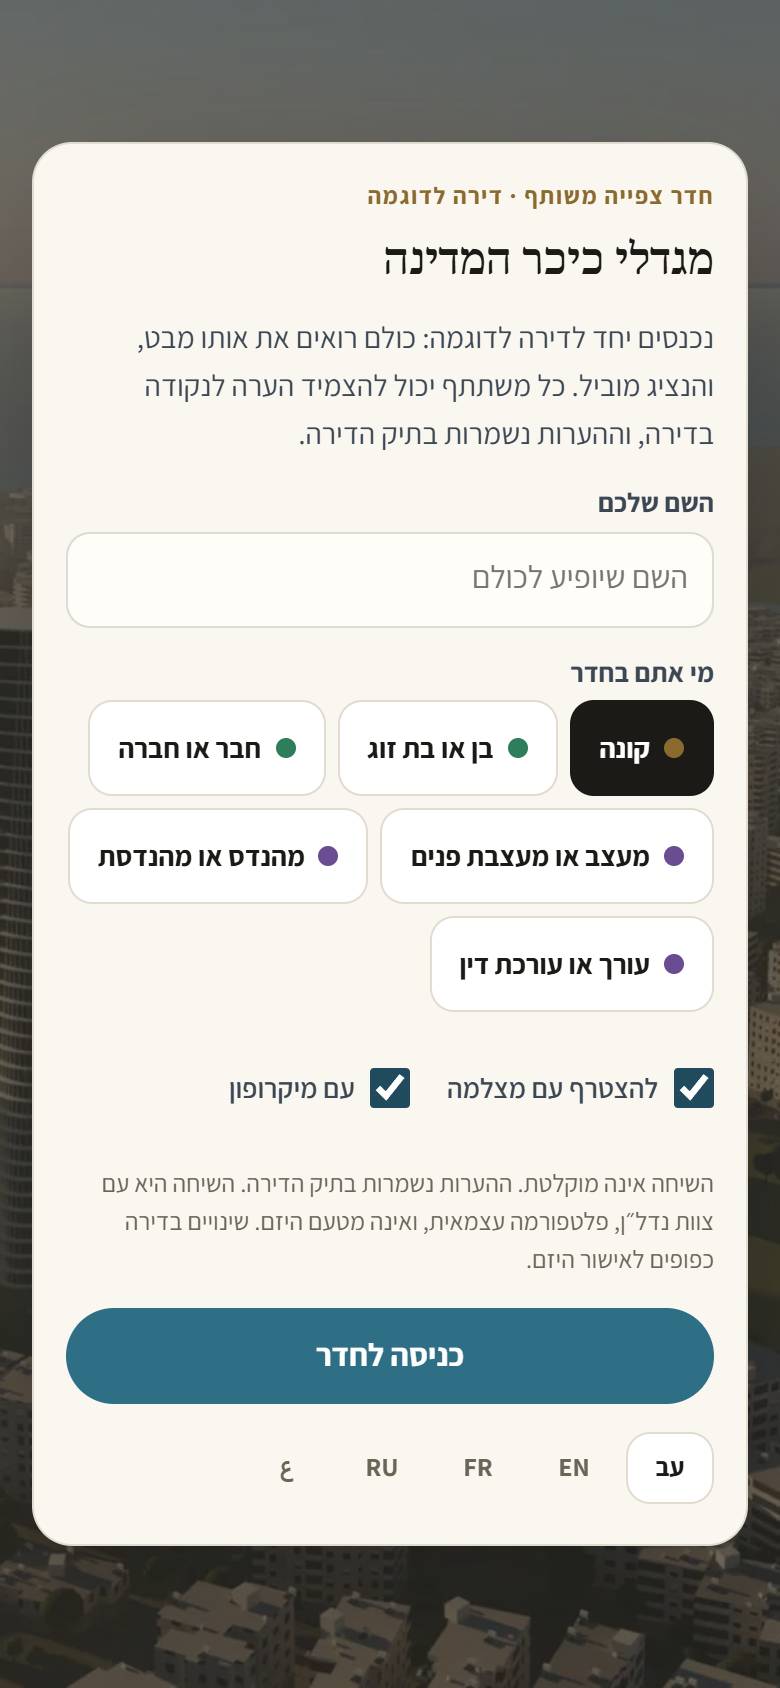 חדר צפייה משותף · דירה לדוגמה
מגדלי כיכר המדינה
נכנסים יחד לדירה לדוגמה: כולם רואים את אותו מבט,
והנציג מוביל. כל משתתף יכול להצמיד הערה לנקודה
בדירה, וההערות נשמרות בתיק הדירה.
השם שלכם
השם שיופיע לכולם
מי אתם בחדר
קונה
בן או בת זוג
חבר או חברה
מעצב או מעצבת פנים
מהנדס או מהנדסת
עורך או עורכת דין
להצטרף עם מצלמה
עם מיקרופון
השיחה אינה מוקלטת. ההערות נשמרות בתיק הדירה. השיחה היא עם
צוות נדל״ן, פלטפורמה עצמאית, ואינה מטעם היזם. שינויים בדירה
כפופים לאישור היזם.
כניסה לחדר
עב
EN
FR
RU
ع